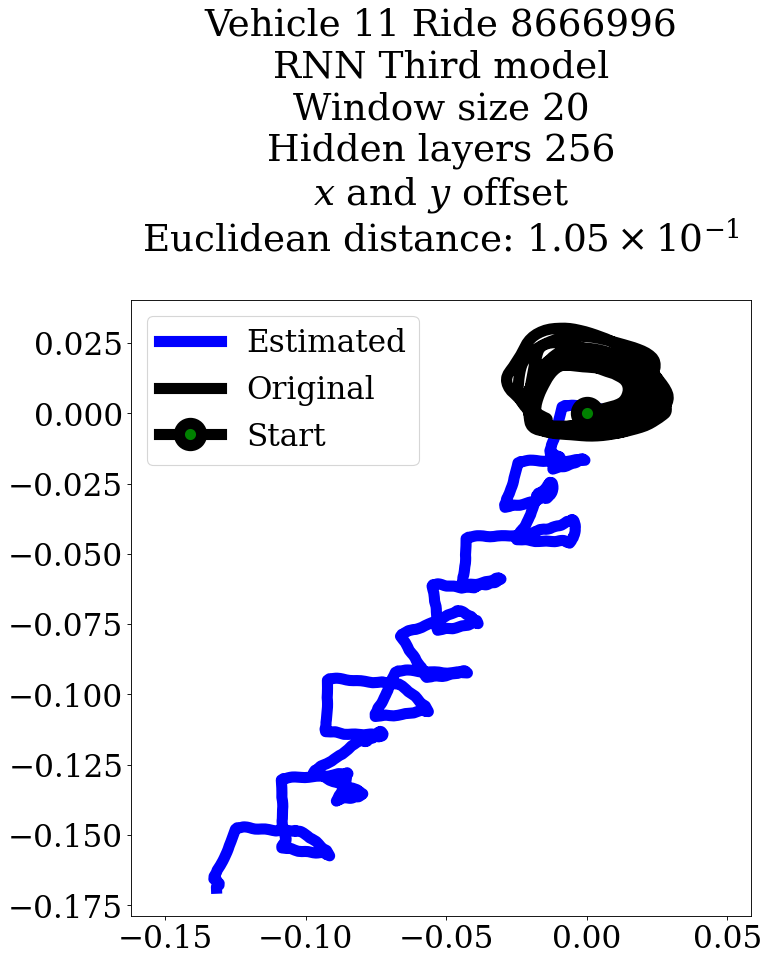 Vehicle 11 Ride 8666996
RNN Third model
Window size 20
Hidden layers 256
x and y offset
Euclidean distance: 1.05 × 10⁻¹
Estimated
Original
Start
0.025
0.000
−0.025
−0.050
−0.075
−0.100
−0.125
−0.150
−0.175
−0.15 −0.10 −0.05 0.00 0.05